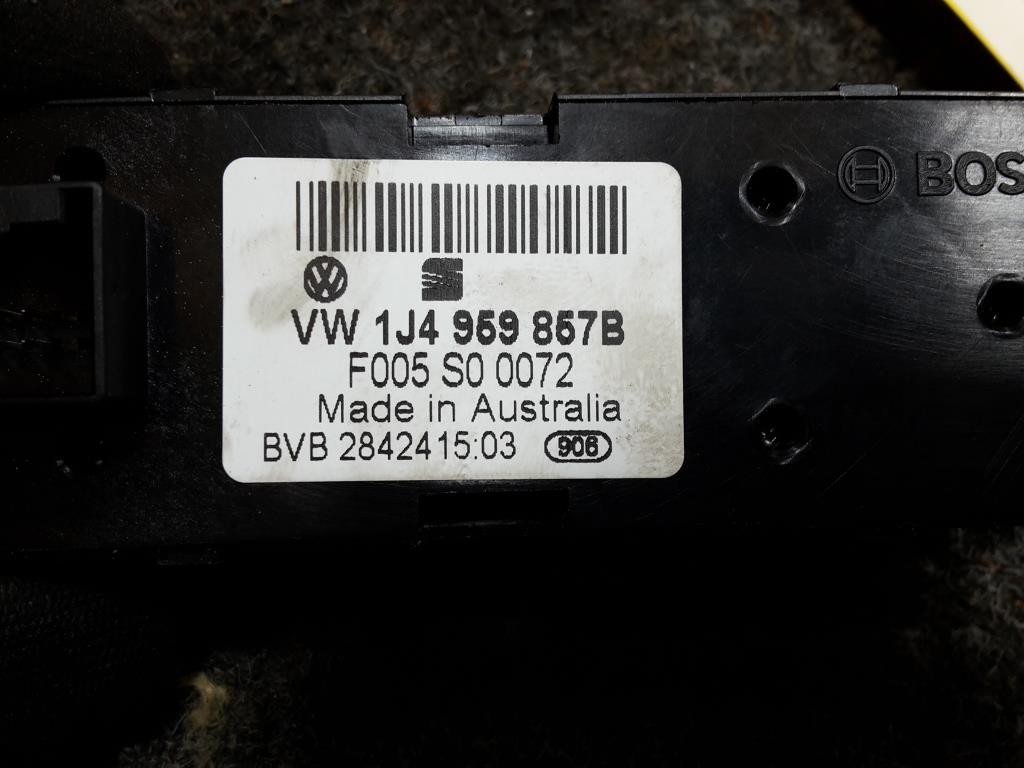 BOS
VW 1J4 959 857B
F005 S0 0072
Made in Australia
BVB 2842415:03 906